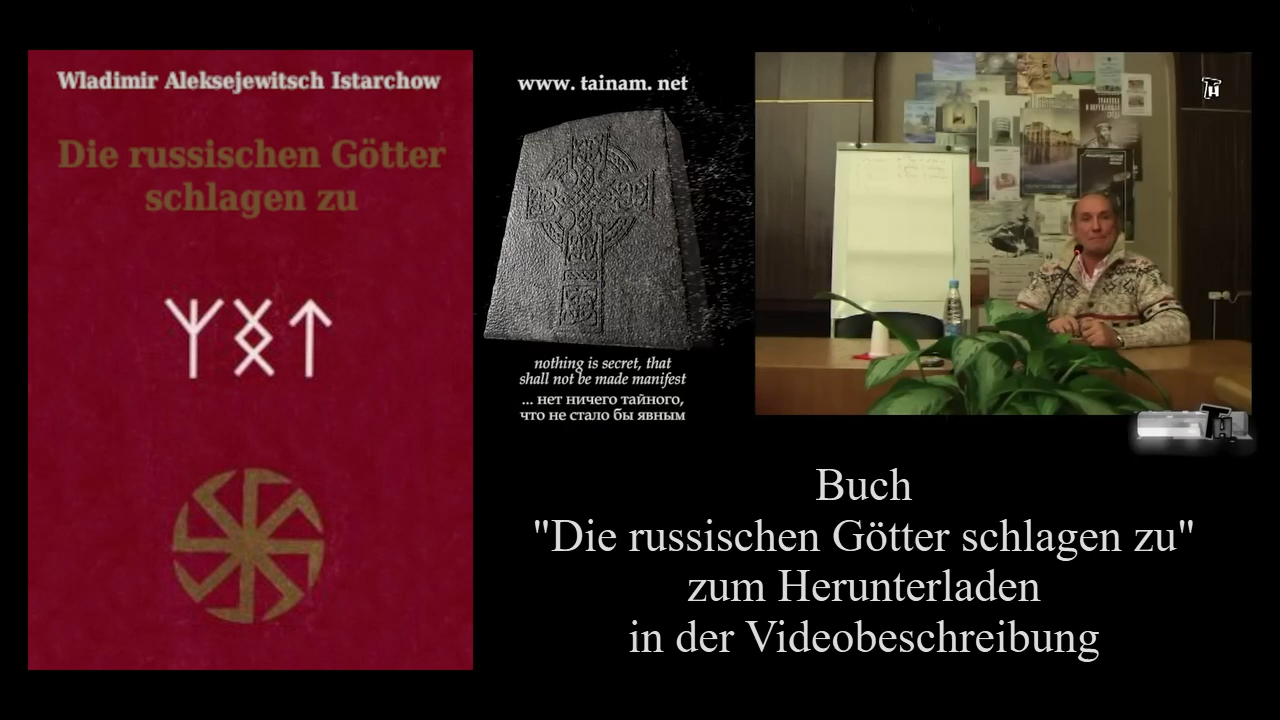 Wladimir Aleksejewitsch Istarchow
Die russischen Götter
schlagen zu
www. tainam. net
nothing is secret, that
shall not be made manifest
... нет ничего тайного,
что не стало бы явным
Buch
"Die russischen Götter schlagen zu"
zum Herunterladen
in der Videobeschreibung